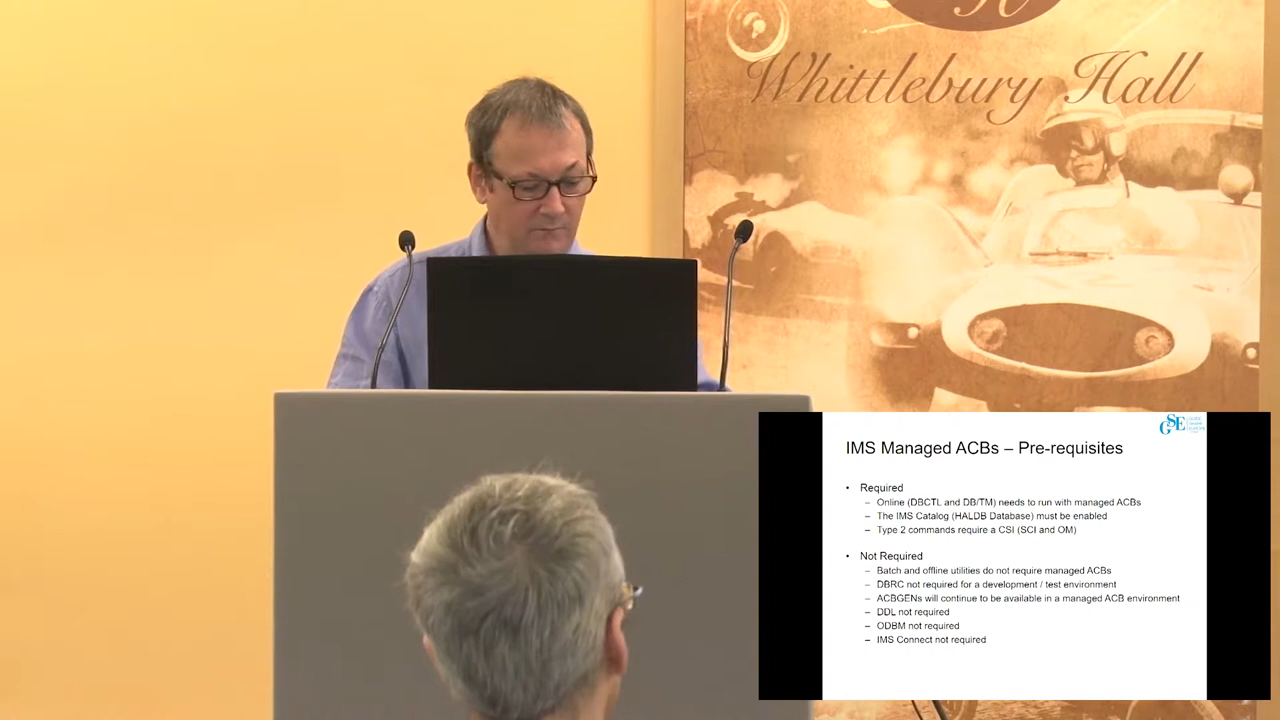 Whittlebury Hall
GSE
IMS Managed ACBs – Pre-requisites
• Required
– Online (DBCTL and DB/TM) needs to run with managed ACBs
– The IMS Catalog (HALDB Database) must be enabled
– Type 2 commands require a CSI (SCI and OM)
• Not Required
– Batch and offline utilities do not require managed ACBs
– DBRC not required for a development / test environment
– ACBGENs will continue to be available in a managed ACB environment
– DDL not required
– ODBM not required
– IMS Connect not required